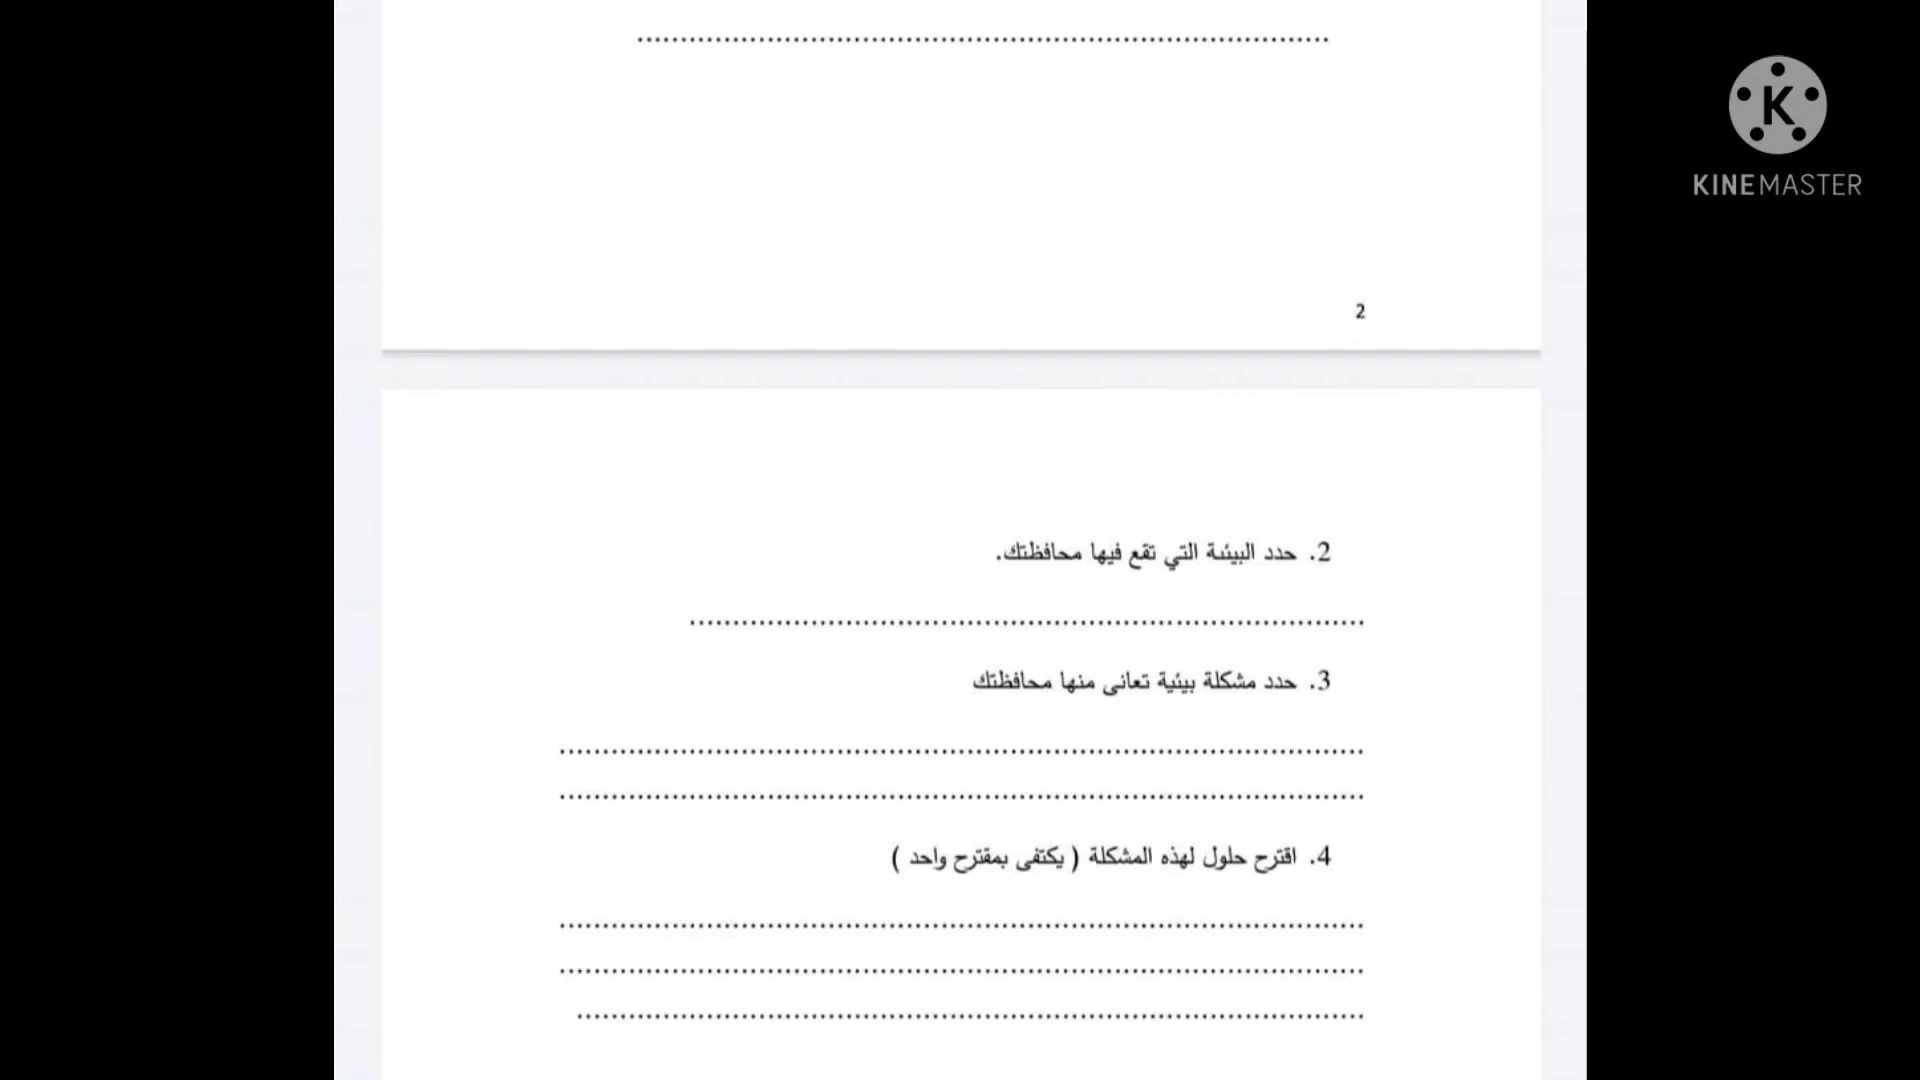 ................................................................................
KINEMASTER
2
2. حدد البيئة التي تقع فيها محافظتك.
..............................................................................
3. حدد مشكلة بيئية تعانى منها محافظتك
.............................................................................................
.............................................................................................
4. اقترح حلول لهذه المشكلة ( يكتفى بمقترح واحد )
.............................................................................................
.............................................................................................
...........................................................................................